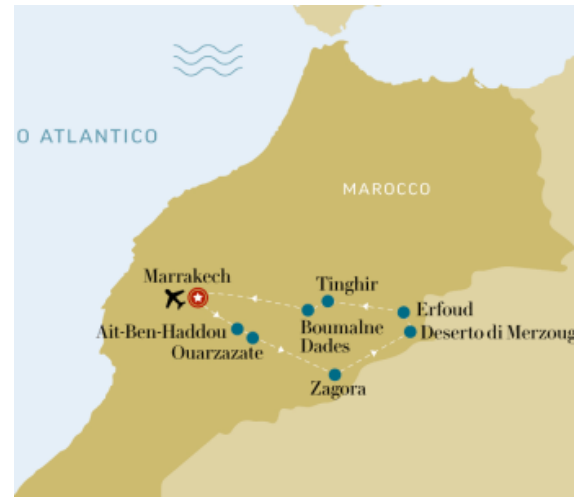 O ATLANTICO
MAROCCO
Marrakech
Tinghir
Erfoud
Ait-Ben-Haddou
Boumalne
Dades
Deserto di Merzoug
Ouarzazate
Zagora